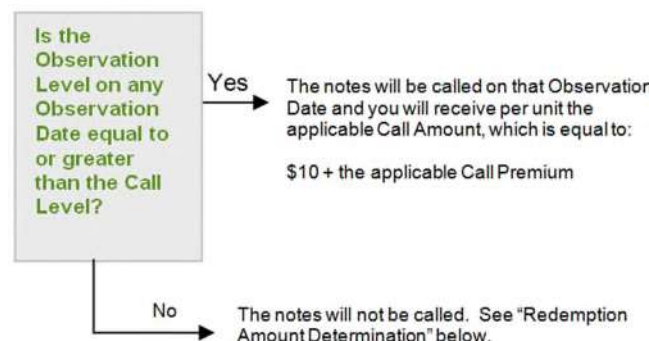 Is the
Observation
Level on any
Observation
Date equal to
or greater
than the Call
Level?
Yes
The notes will be called on that Observation
Date and you will receive per unit the
applicable Call Amount, which is equal to:
$10 + the applicable Call Premium
No
The notes will not be called. See “Redemption
Amount Determination” below.